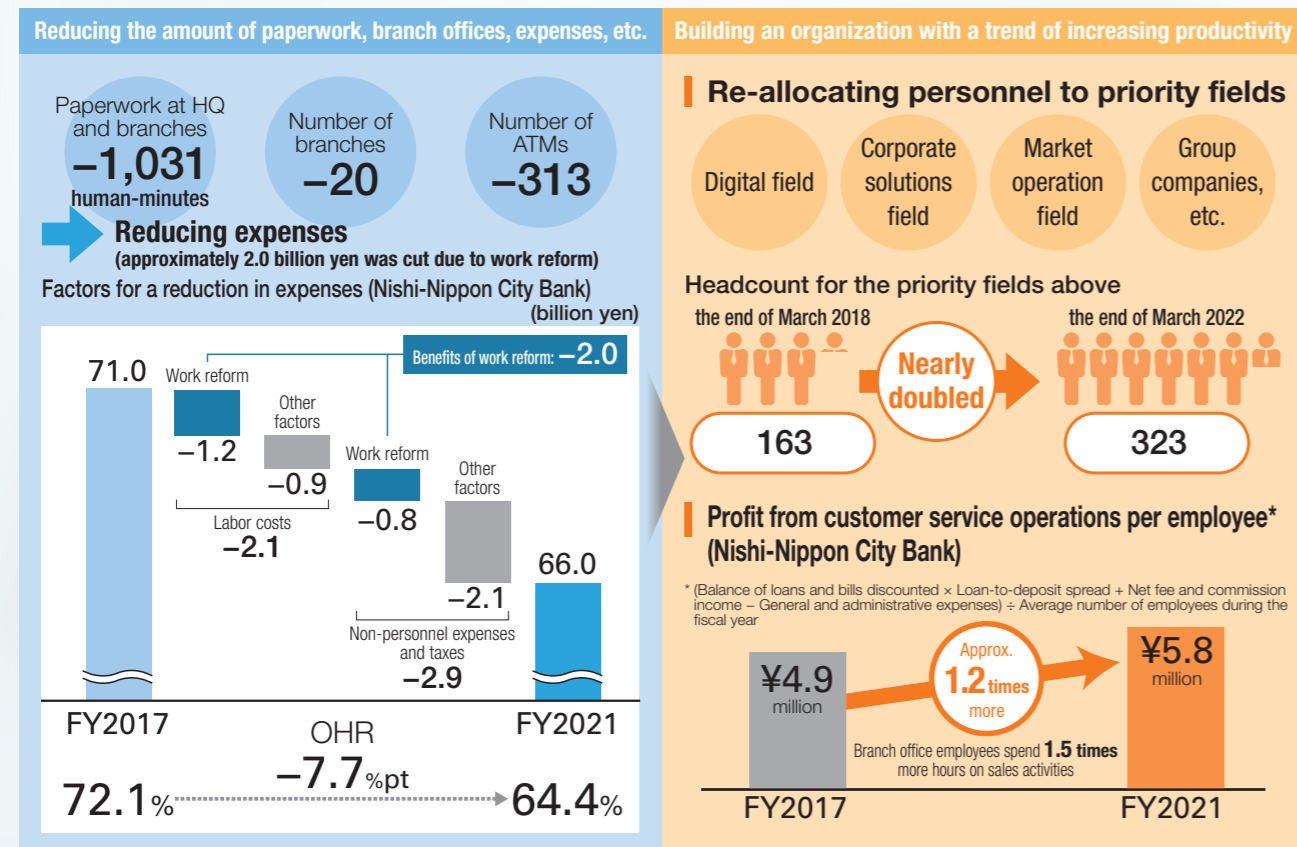 Reducing the amount of paperwork, branch offices, expenses, etc.
Paperwork at HQ
and branches
−1,031
human-minutes
Number of
branches
−20
Number of
ATMs
−313
Reducing expenses
(approximately 2.0 billion yen was cut due to work reform)
Factors for a reduction in expenses (Nishi-Nippon City Bank)
(billion yen)
Benefits of work reform: −2.0
71.0
Work reform
−1.2
Other
factors
−0.9
Labor costs
−2.1
Work reform
−0.8
Other
factors
−2.1
Non-personnel expenses
and taxes
−2.9
66.0
FY2017
FY2021
OHR
−7.7%pt
72.1%
64.4%
Building an organization with a trend of increasing productivity
Re-allocating personnel to priority fields
Digital field
Corporate
solutions
field
Market
operation
field
Group
companies,
etc.
Headcount for the priority fields above
the end of March 2018
163
Nearly
doubled
the end of March 2022
323
Profit from customer service operations per employee*
(Nishi-Nippon City Bank)
* (Balance of loans and bills discounted × Loan-to-deposit spread + Net fee and commission
income − General and administrative expenses) ÷ Average number of employees during the
fiscal year
¥4.9
million
Approx.
1.2 times
more
¥5.8
million
Branch office employees spend 1.5 times
more hours on sales activities
FY2017
FY2021